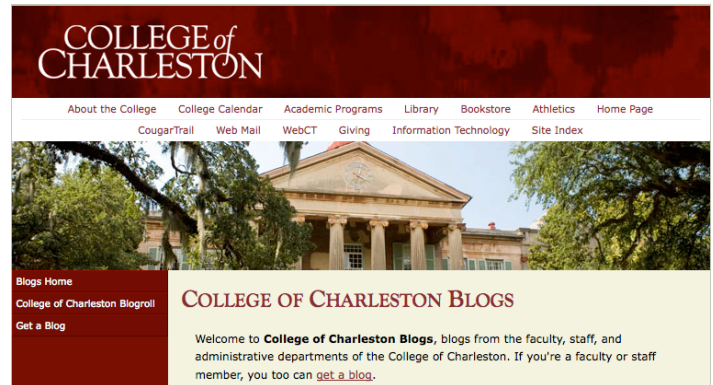 COLLEGE of
CHARLESTON
About the College College Calendar Academic Programs Library Bookstore Athletics Home Page
CougarTrail Web Mail WebCT Giving Information Technology Site Index
Blogs Home
College of Charleston Blogroll
Get a Blog
COLLEGE OF CHARLESTON BLOGS
Welcome to College of Charleston Blogs, blogs from the faculty, staff, and
administrative departments of the College of Charleston. If you're a faculty or staff
member, you too can get a blog.